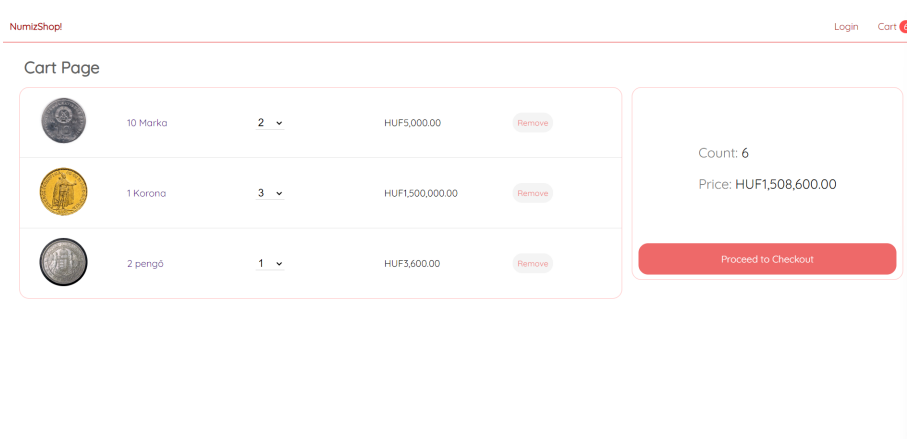 NumizShop!
Login Cart 6
Cart Page
10 Marka 2 HUF5,000.00 Remove
1 Korona 3 HUF1,500,000.00 Remove
2 pengő 1 HUF3,600.00 Remove
Count: 6
Price: HUF1,508,600.00
Proceed to Checkout